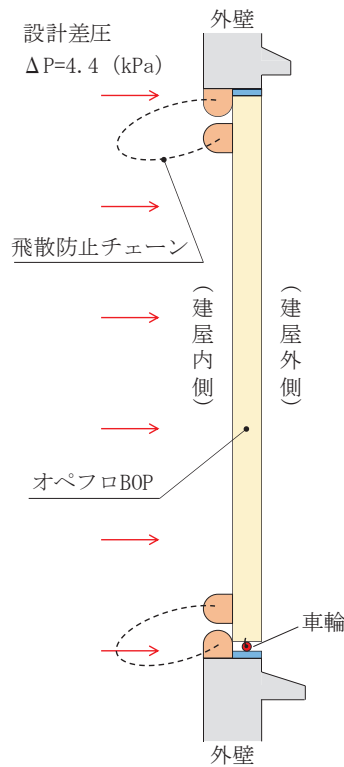 外壁
設計差圧
ΔP=4.4 (kPa)
飛散防止チェーン
(建屋内側)
(建屋外側)
オペフロBOP
車輪
外壁